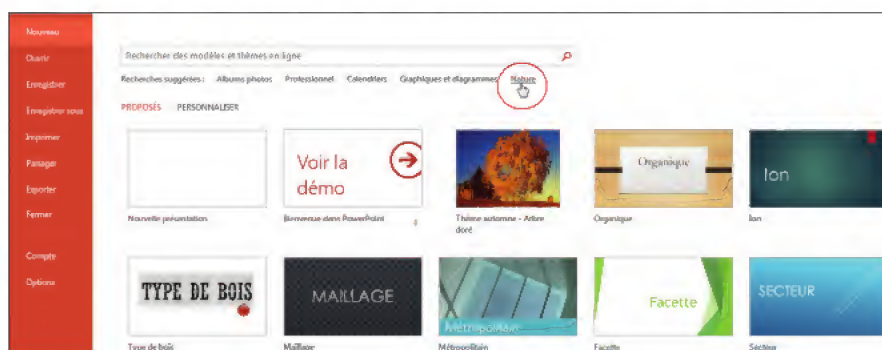 Nouveau
Ouvrir
Enregistrer
Enregistrer sous
Imprimer
Partager
Exporter
Fermer
Compte
Options
Rechercher des modèles et thèmes en ligne
Recherches suggérées : Albums photos Professionnel Calendriers Graphiques et diagrammes Nature
PROPOSÉS PERSONNALISER
Voir la
démo
Organique
Ion
Nouvelle présentation
Bienvenue dans PowerPoint
Thème automne - Arbre
doré
Organique
Ion
TYPE DE BOIS
MAILLAGE
Métropolitain
Facette
SECTEUR
Type de bois
Maillage
Métropolitain
Facette
Secteur